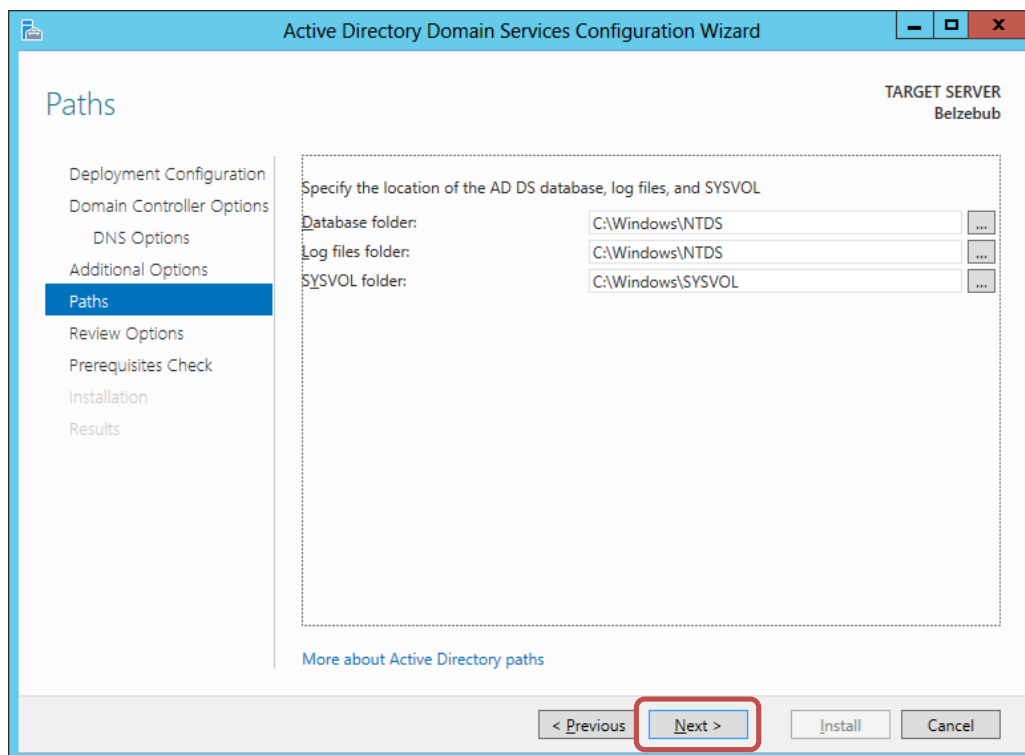 Active Directory Domain Services Configuration Wizard
Paths
TARGET SERVER
Belzebub
Deployment Configuration
Domain Controller Options
DNS Options
Additional Options
Paths
Review Options
Prerequisites Check
Installation
Results
Specify the location of the AD DS database, log files, and SYSVOL
Database folder: C:\Windows\NTDS ...
Log files folder: C:\Windows\NTDS ...
SYSVOL folder: C:\Windows\SYSVOL ...
More about Active Directory paths
< Previous Next > Install Cancel